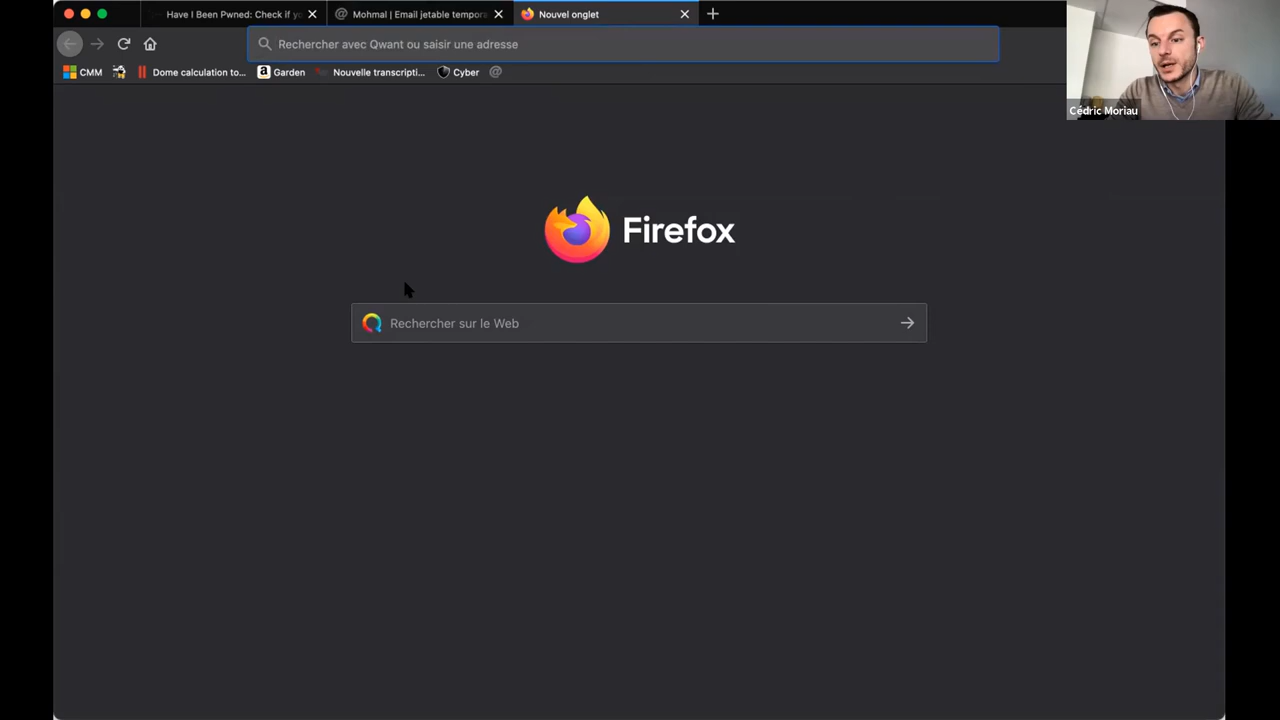 Have I Been Pwned: Check if yo
Mohmal | Email jetable tempora
Nouvel onglet
Rechercher avec Qwant ou saisir une adresse
CMM
Dome calculation to...
a Garden
Nouvelle transcripti...
Cyber
@
Cédric Moriau
Firefox
Rechercher sur le Web